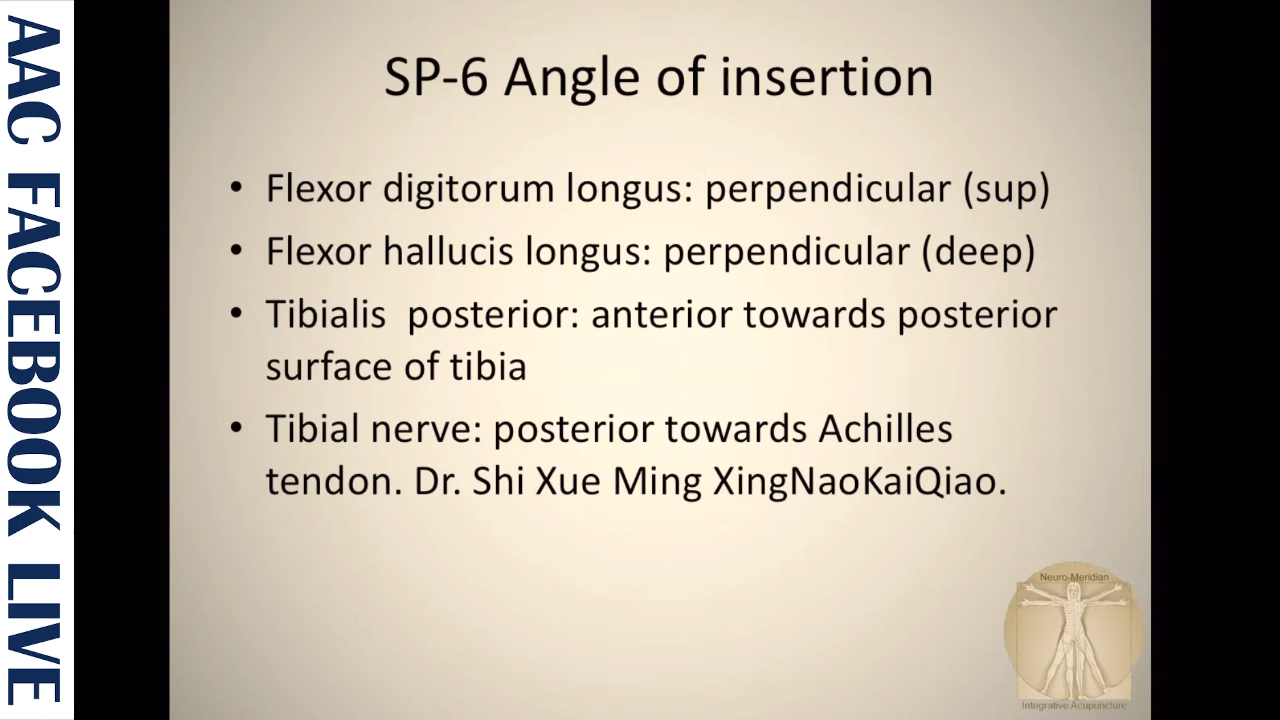 AAC FACEBOOK LIVE
SP-6 Angle of insertion
• Flexor digitorum longus: perpendicular (sup)
• Flexor hallucis longus: perpendicular (deep)
• Tibialis  posterior: anterior towards posterior
surface of tibia
• Tibial nerve: posterior towards Achilles
tendon. Dr. Shi Xue Ming XingNaoKaiQiao.
Neuro-Meridian
Integrative Acupuncture